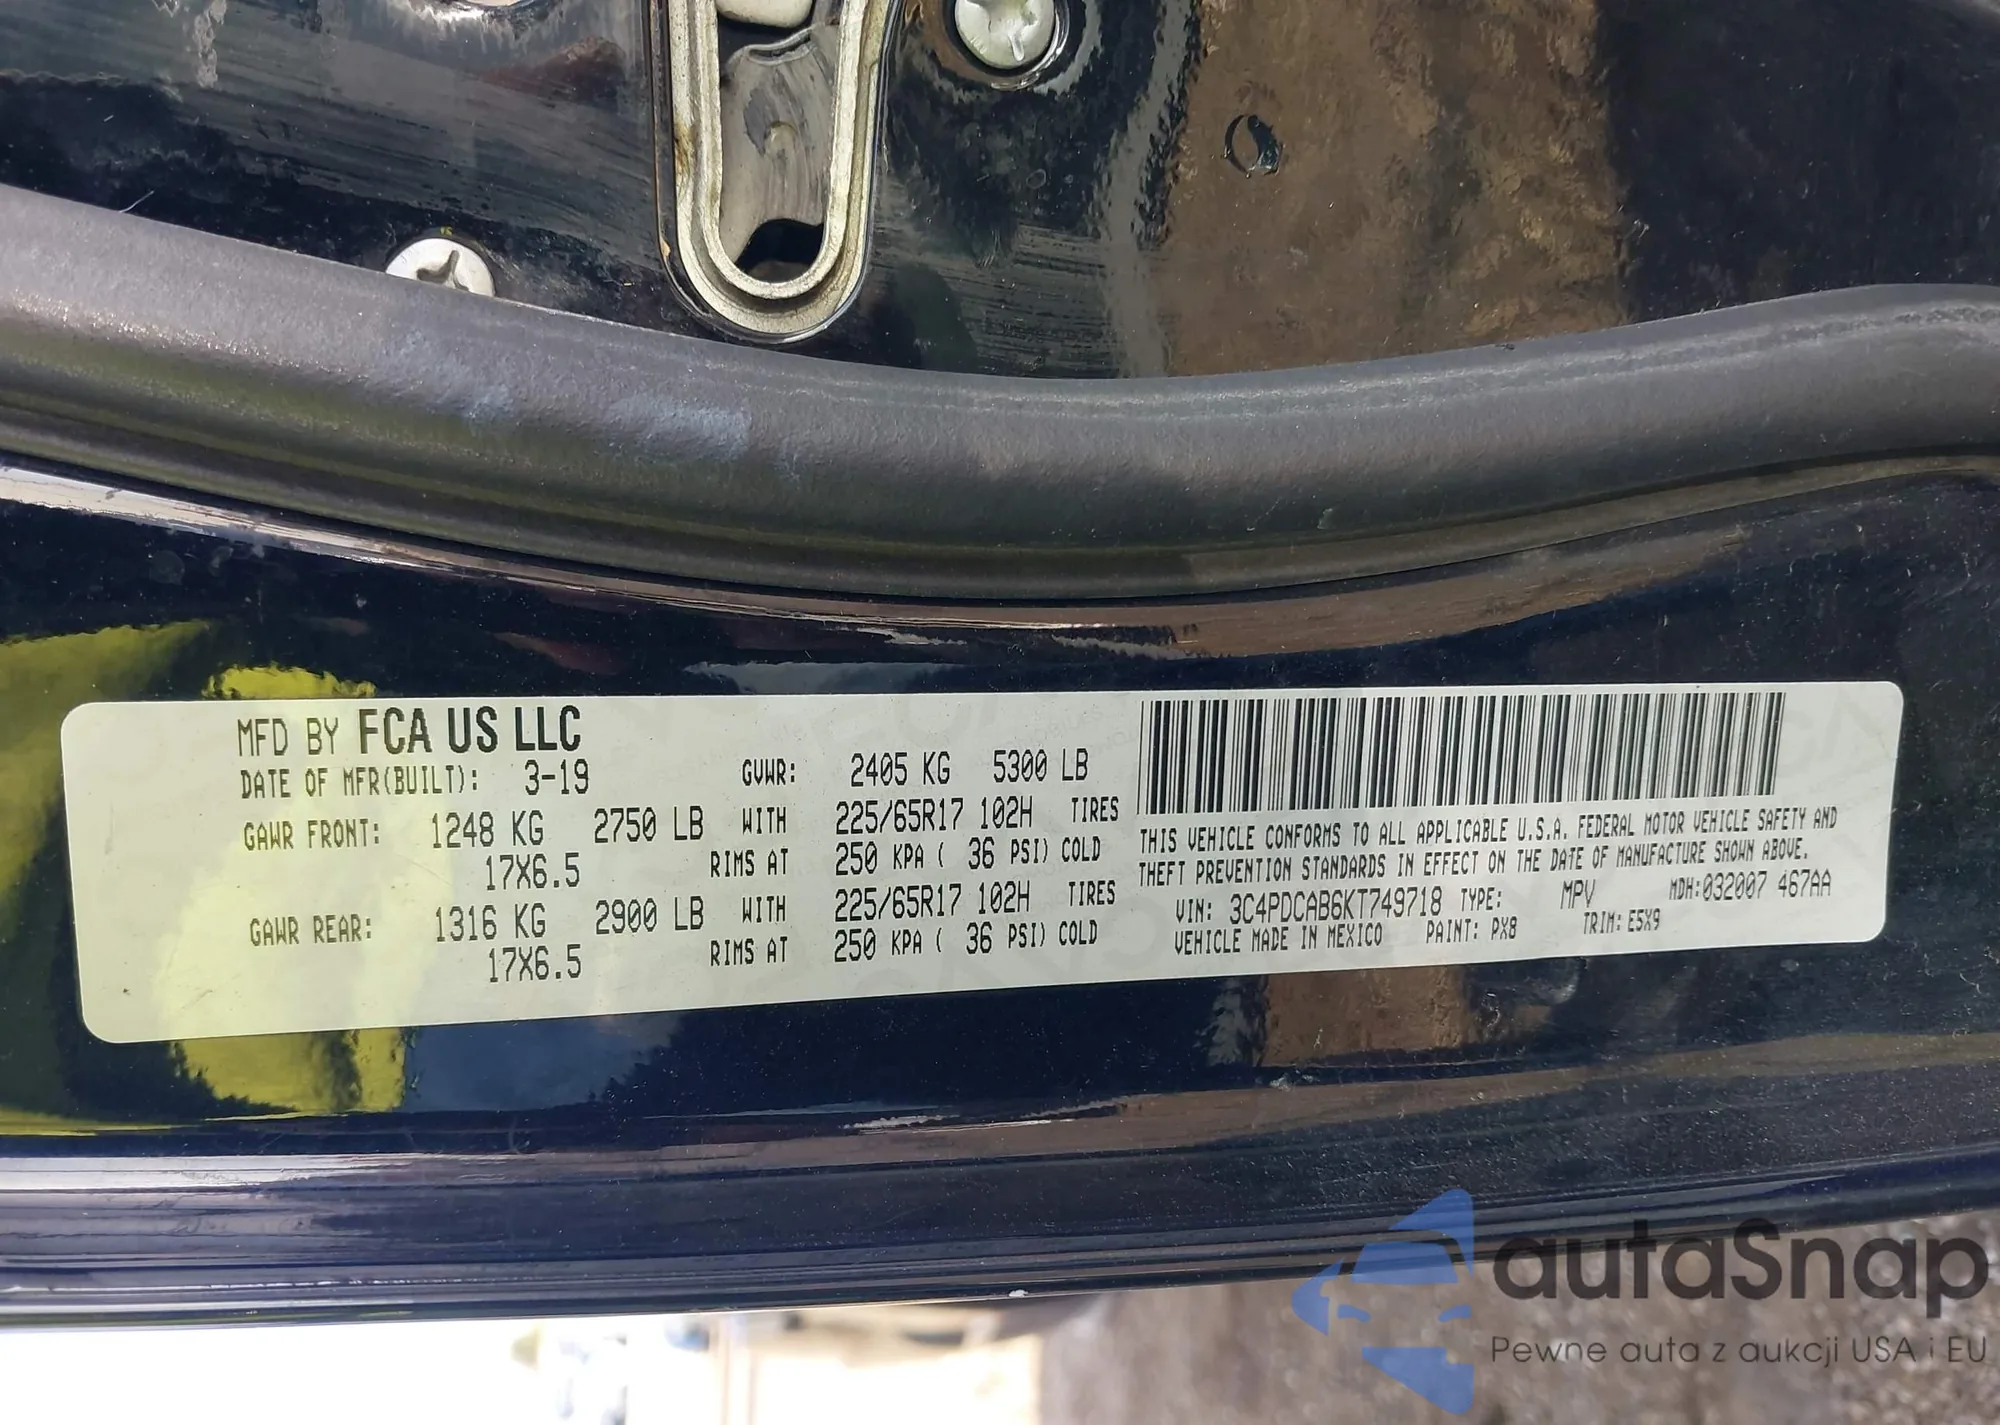 MFD BY FCA US LLC
DATE OF MFR(BUILT): 3-19 GVWR: 2405 KG 5300 LB
GAWR FRONT: 1248 KG 2750 LB WITH 225/65R17 102H TIRES
17X6.5 RIMS AT 250 KPA ( 36 PSI) COLD
GAWR REAR: 1316 KG 2900 LB WITH 225/65R17 102H TIRES
17X6.5 RIMS AT 250 KPA ( 36 PSI) COLD
THIS VEHICLE CONFORMS TO ALL APPLICABLE U.S.A. FEDERAL MOTOR VEHICLE SAFETY AND
THEFT PREVENTION STANDARDS IN EFFECT ON THE DATE OF MANUFACTURE SHOWN ABOVE.
VIN: 3C4PDCAB6KT749718 TYPE: MPV MDH:032007 467AA
VEHICLE MADE IN MEXICO PAINT: PX8 TRIM: E5X9
autaSnap
Pewne auta z aukcji USA i EU